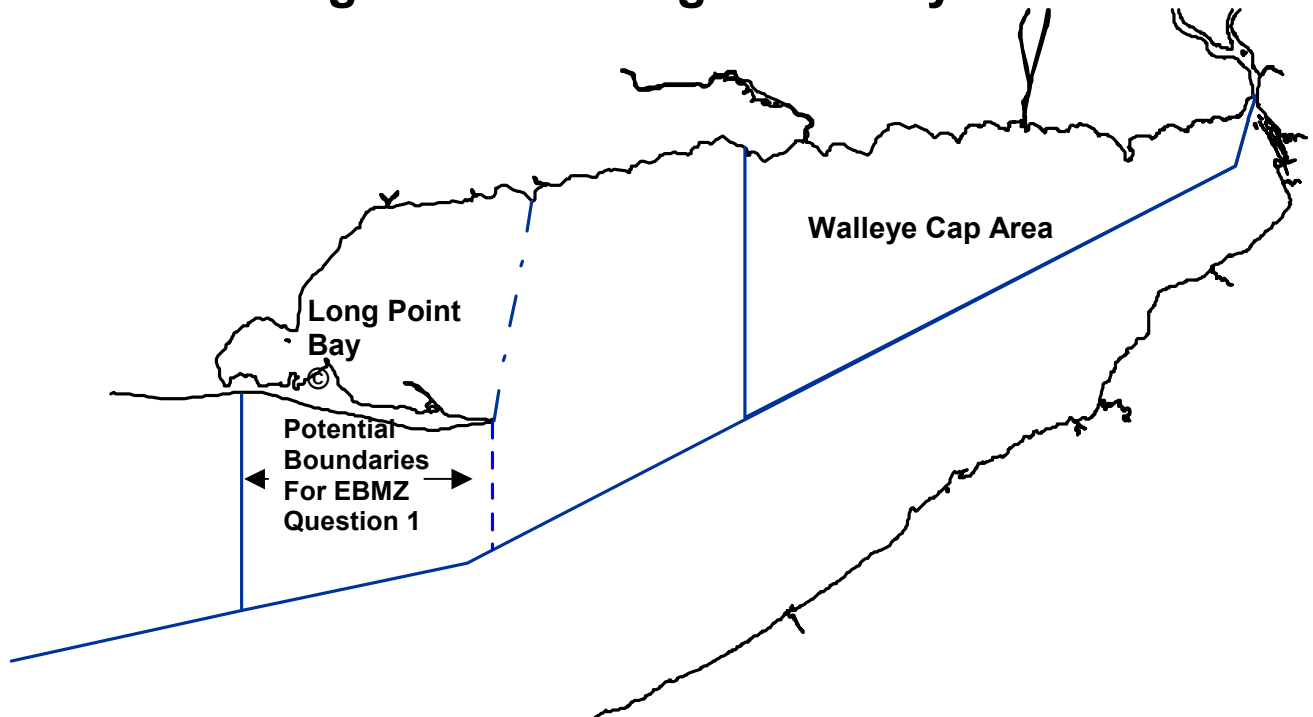 Walleye Cap Area
Long Point
Bay
©
Potential
Boundaries
For EBMZ
Question 1